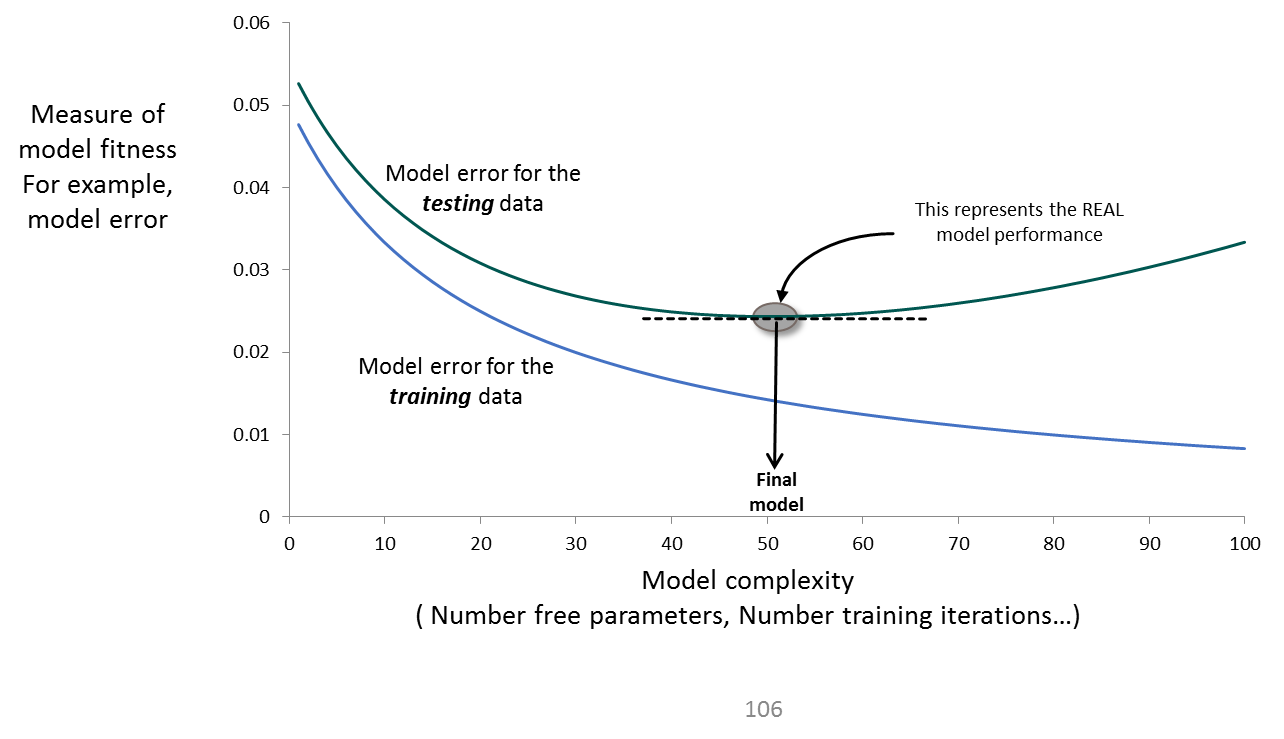 0.06
Measure of
model fitness
For example,
model error
0.05
0.04
0.03
0.02
0.01
0
Model error for the
testing data
This represents the REAL
model performance
Model error for the
training data
Final
model
0 10 20 30 40 50 60 70 80 90 100
Model complexity
( Number free parameters, Number training iterations…)
106